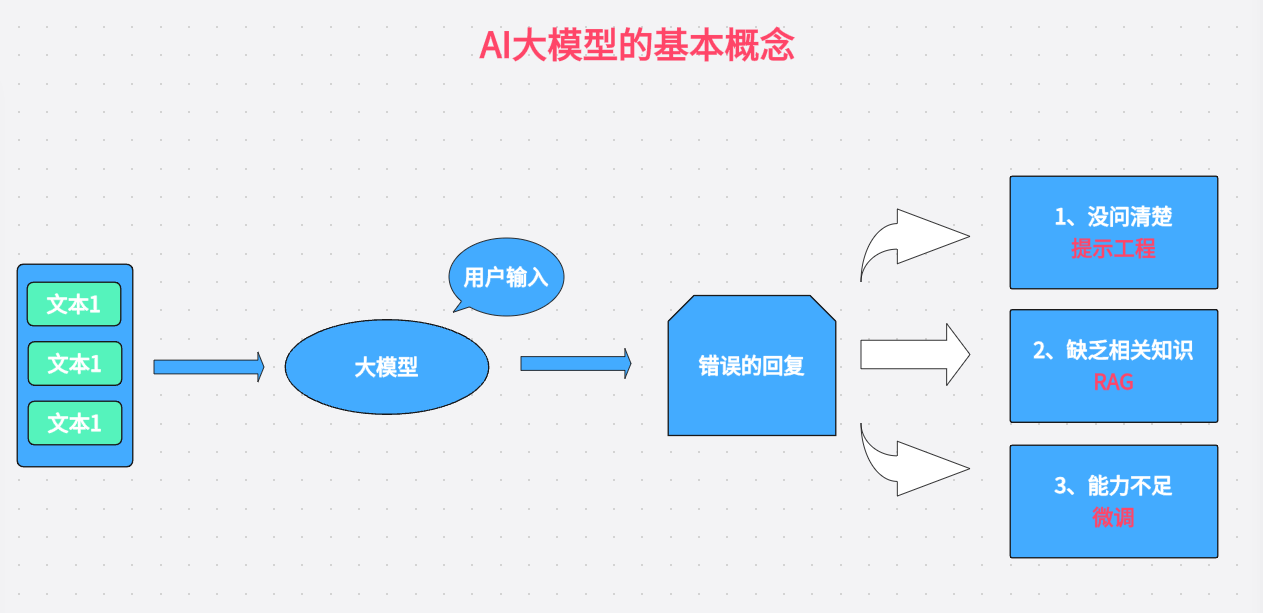 AI大模型的基本概念
文本1
文本1
文本1
大模型
用户输入
错误的回复
1、没问清楚
提示工程
2、缺乏相关知识
RAG
3、能力不足
微调